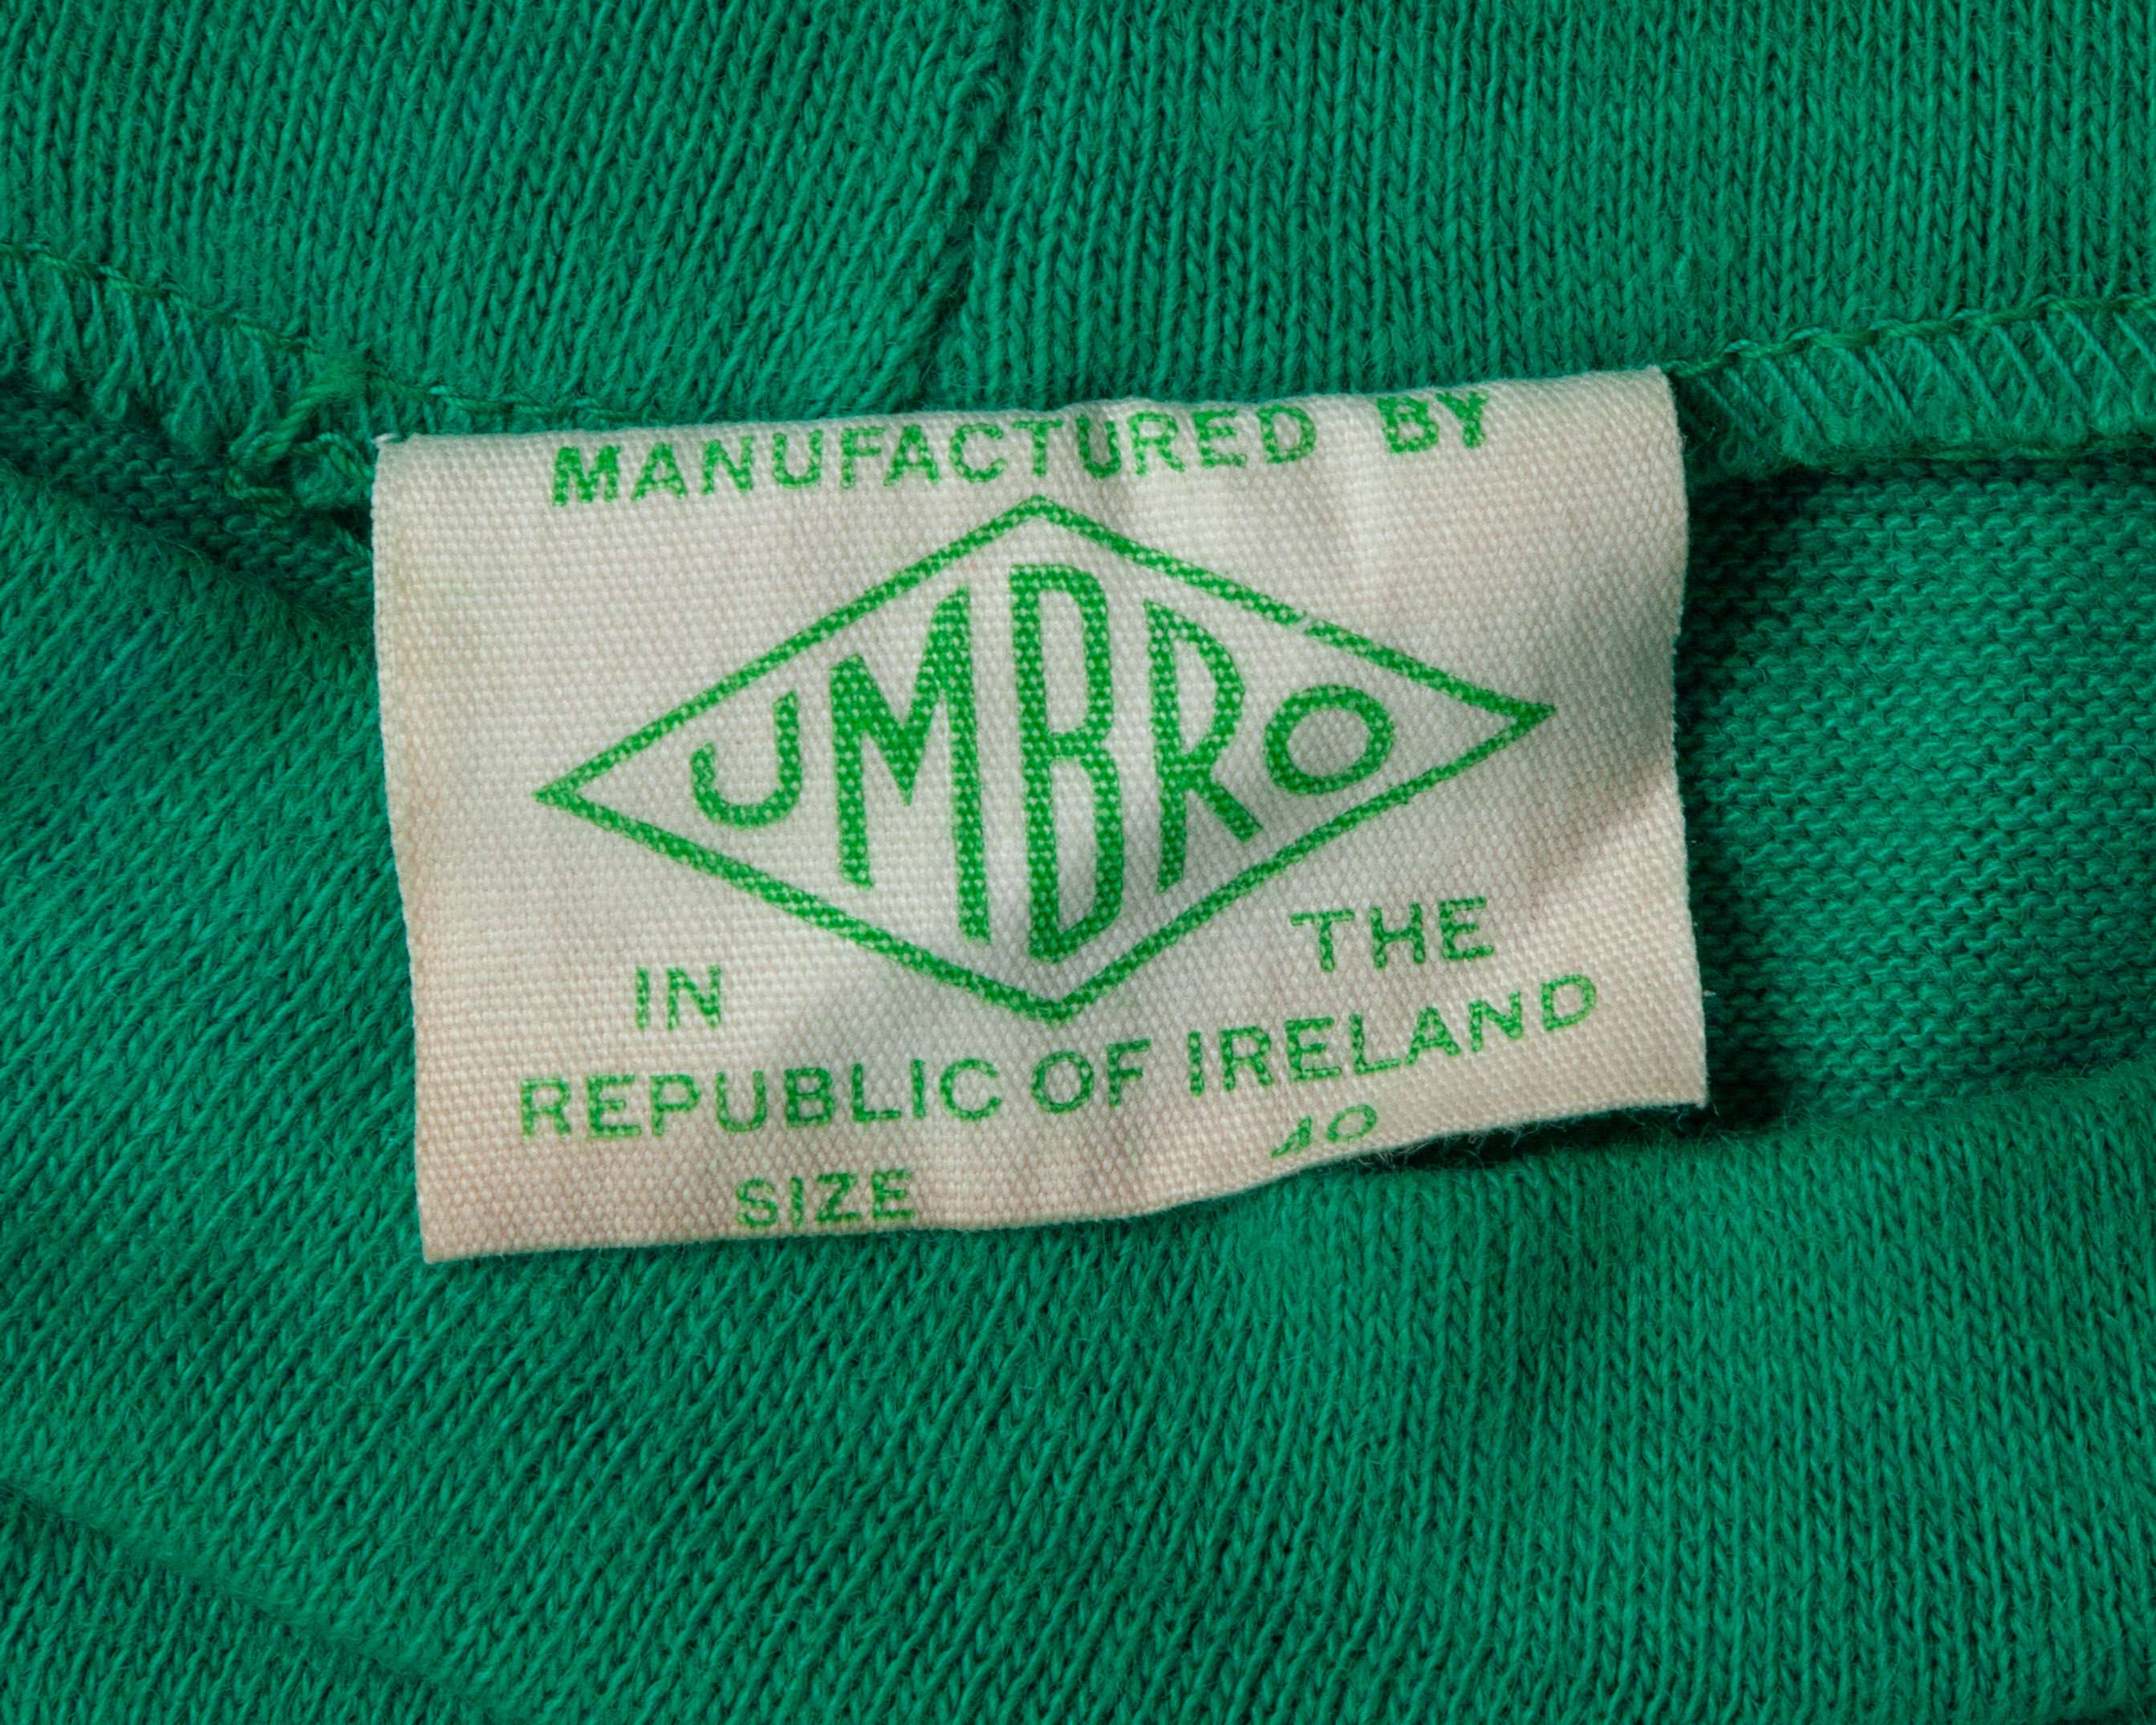 MANUFACTURED BY
UMBRO
IN THE
REPUBLIC OF IRELAND
SIZE 40